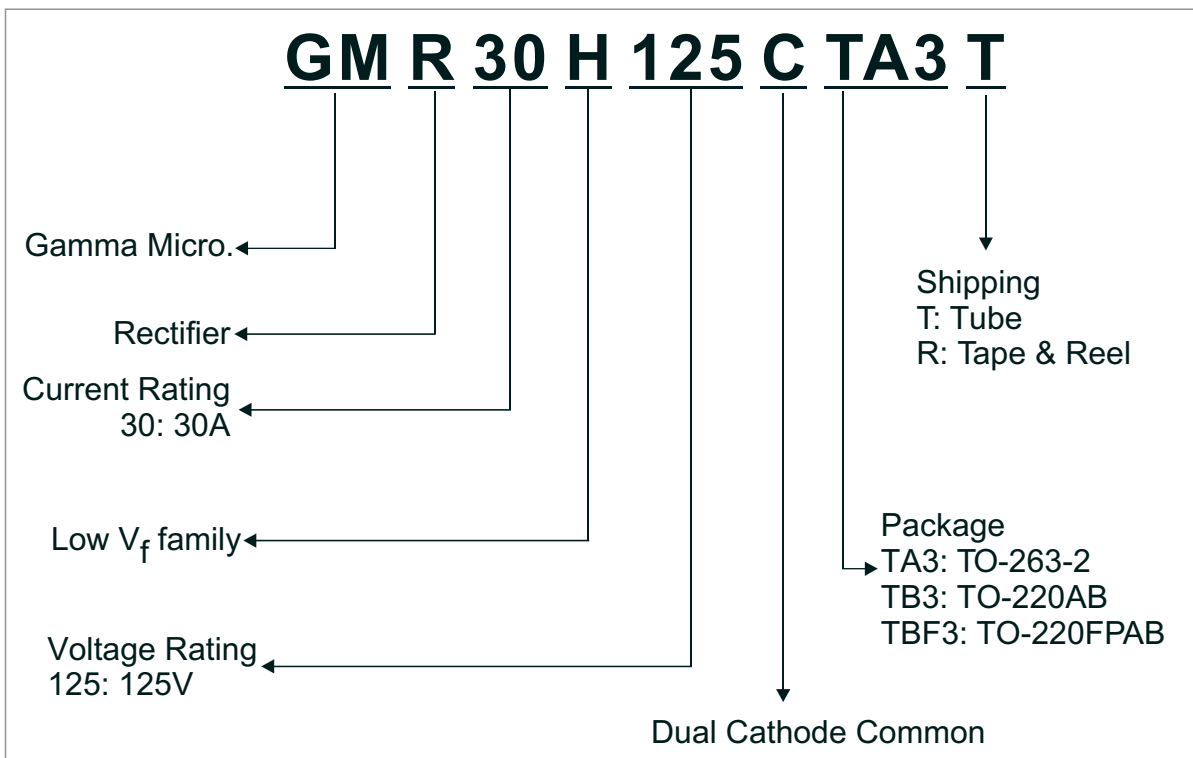 GM R 30 H 125 C TA3 T
Gamma Micro.
Rectifier
Current Rating
30: 30A
Low Vf family
Voltage Rating
125: 125V
Dual Cathode Common
Package
TA3: TO-263-2
TB3: TO-220AB
TBF3: TO-220FPAB
Shipping
T: Tube
R: Tape & Reel